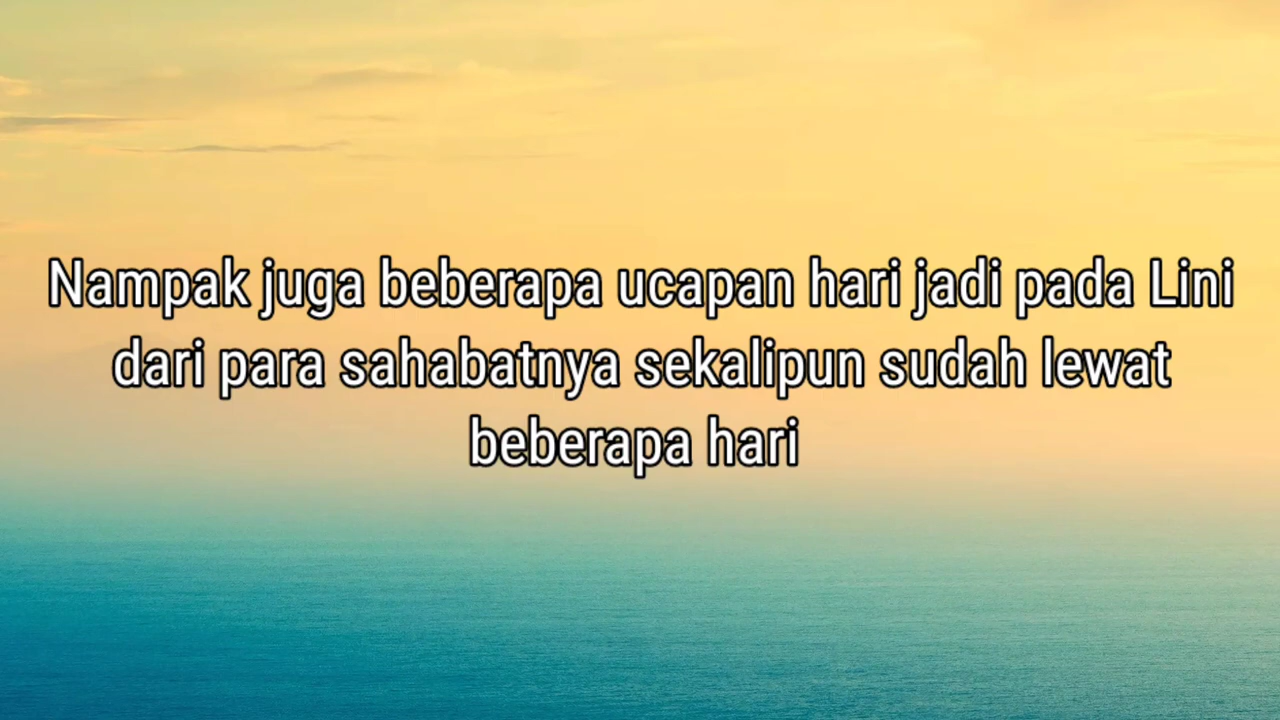 Nampak juga beberapa ucapan hari jadi pada Lini
dari para sahabatnya sekalipun sudah lewat
beberapa hari